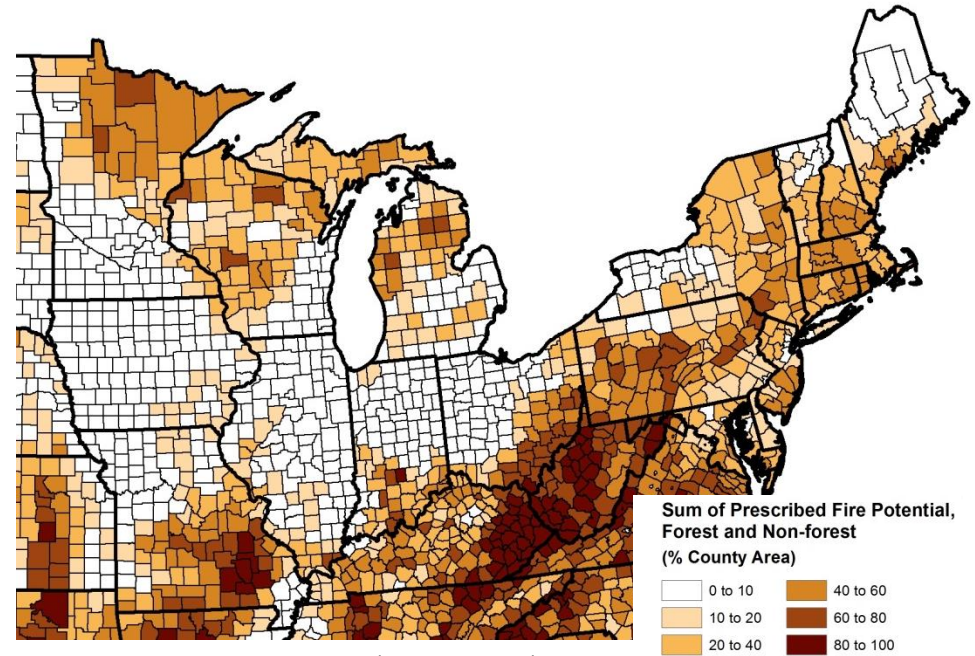 Sum of Prescribed Fire Potential,
Forest and Non-forest
(% County Area)
0 to 10
40 to 60
10 to 20
60 to 80
20 to 40
80 to 100